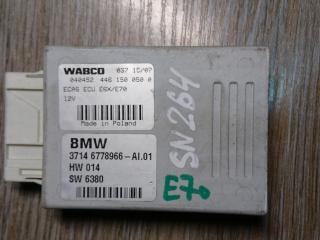 WABCO 037 15/07
040452 446 150 050 0
ECAS ECU E6X/E70
12V
Made in Poland
BMW
3714 6778966-AI.01
HW 014
SW 6380
SN264
E70